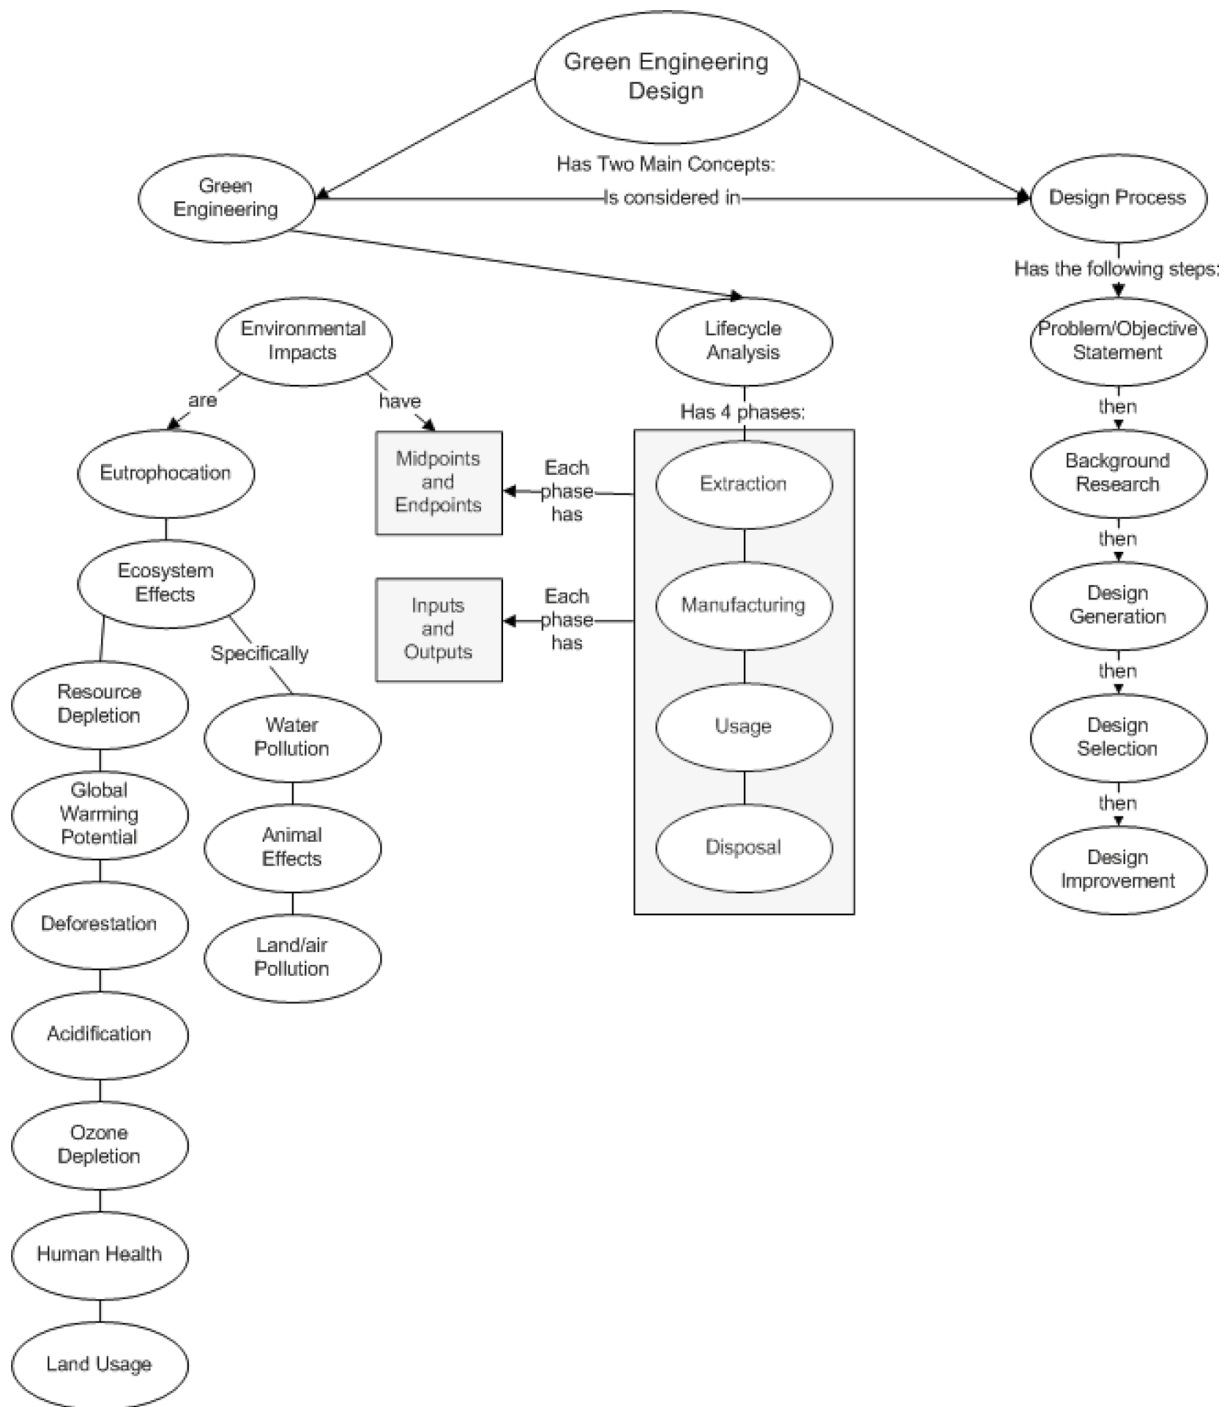 Green Engineering
Design
Has Two Main Concepts:
Green
Engineering
Is considered in
Design Process
Has the following steps:
Environmental
Impacts
Lifecycle
Analysis
Problem/Objective
Statement
are
have
Has 4 phases:
then
Eutrophocation
Midpoints
and
Endpoints
Each
phase
has
Extraction
Background
Research
then
Ecosystem
Effects
Inputs
and
Outputs
Each
phase
has
Manufacturing
Design
Generation
Specifically
then
Resource
Depletion
Water
Pollution
Usage
Design
Selection
then
Global
Warming
Potential
Animal
Effects
Disposal
Design
Improvement
Deforestation
Land/air
Pollution
Acidification
Ozone
Depletion
Human Health
Land Usage